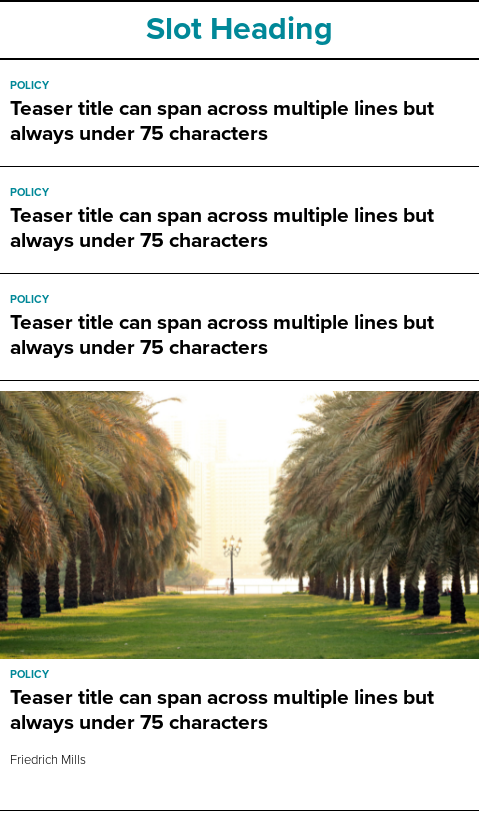 Slot Heading
POLICY
Teaser title can span across multiple lines but
always under 75 characters
POLICY
Teaser title can span across multiple lines but
always under 75 characters
POLICY
Teaser title can span across multiple lines but
always under 75 characters
POLICY
Teaser title can span across multiple lines but
always under 75 characters
Friedrich Mills